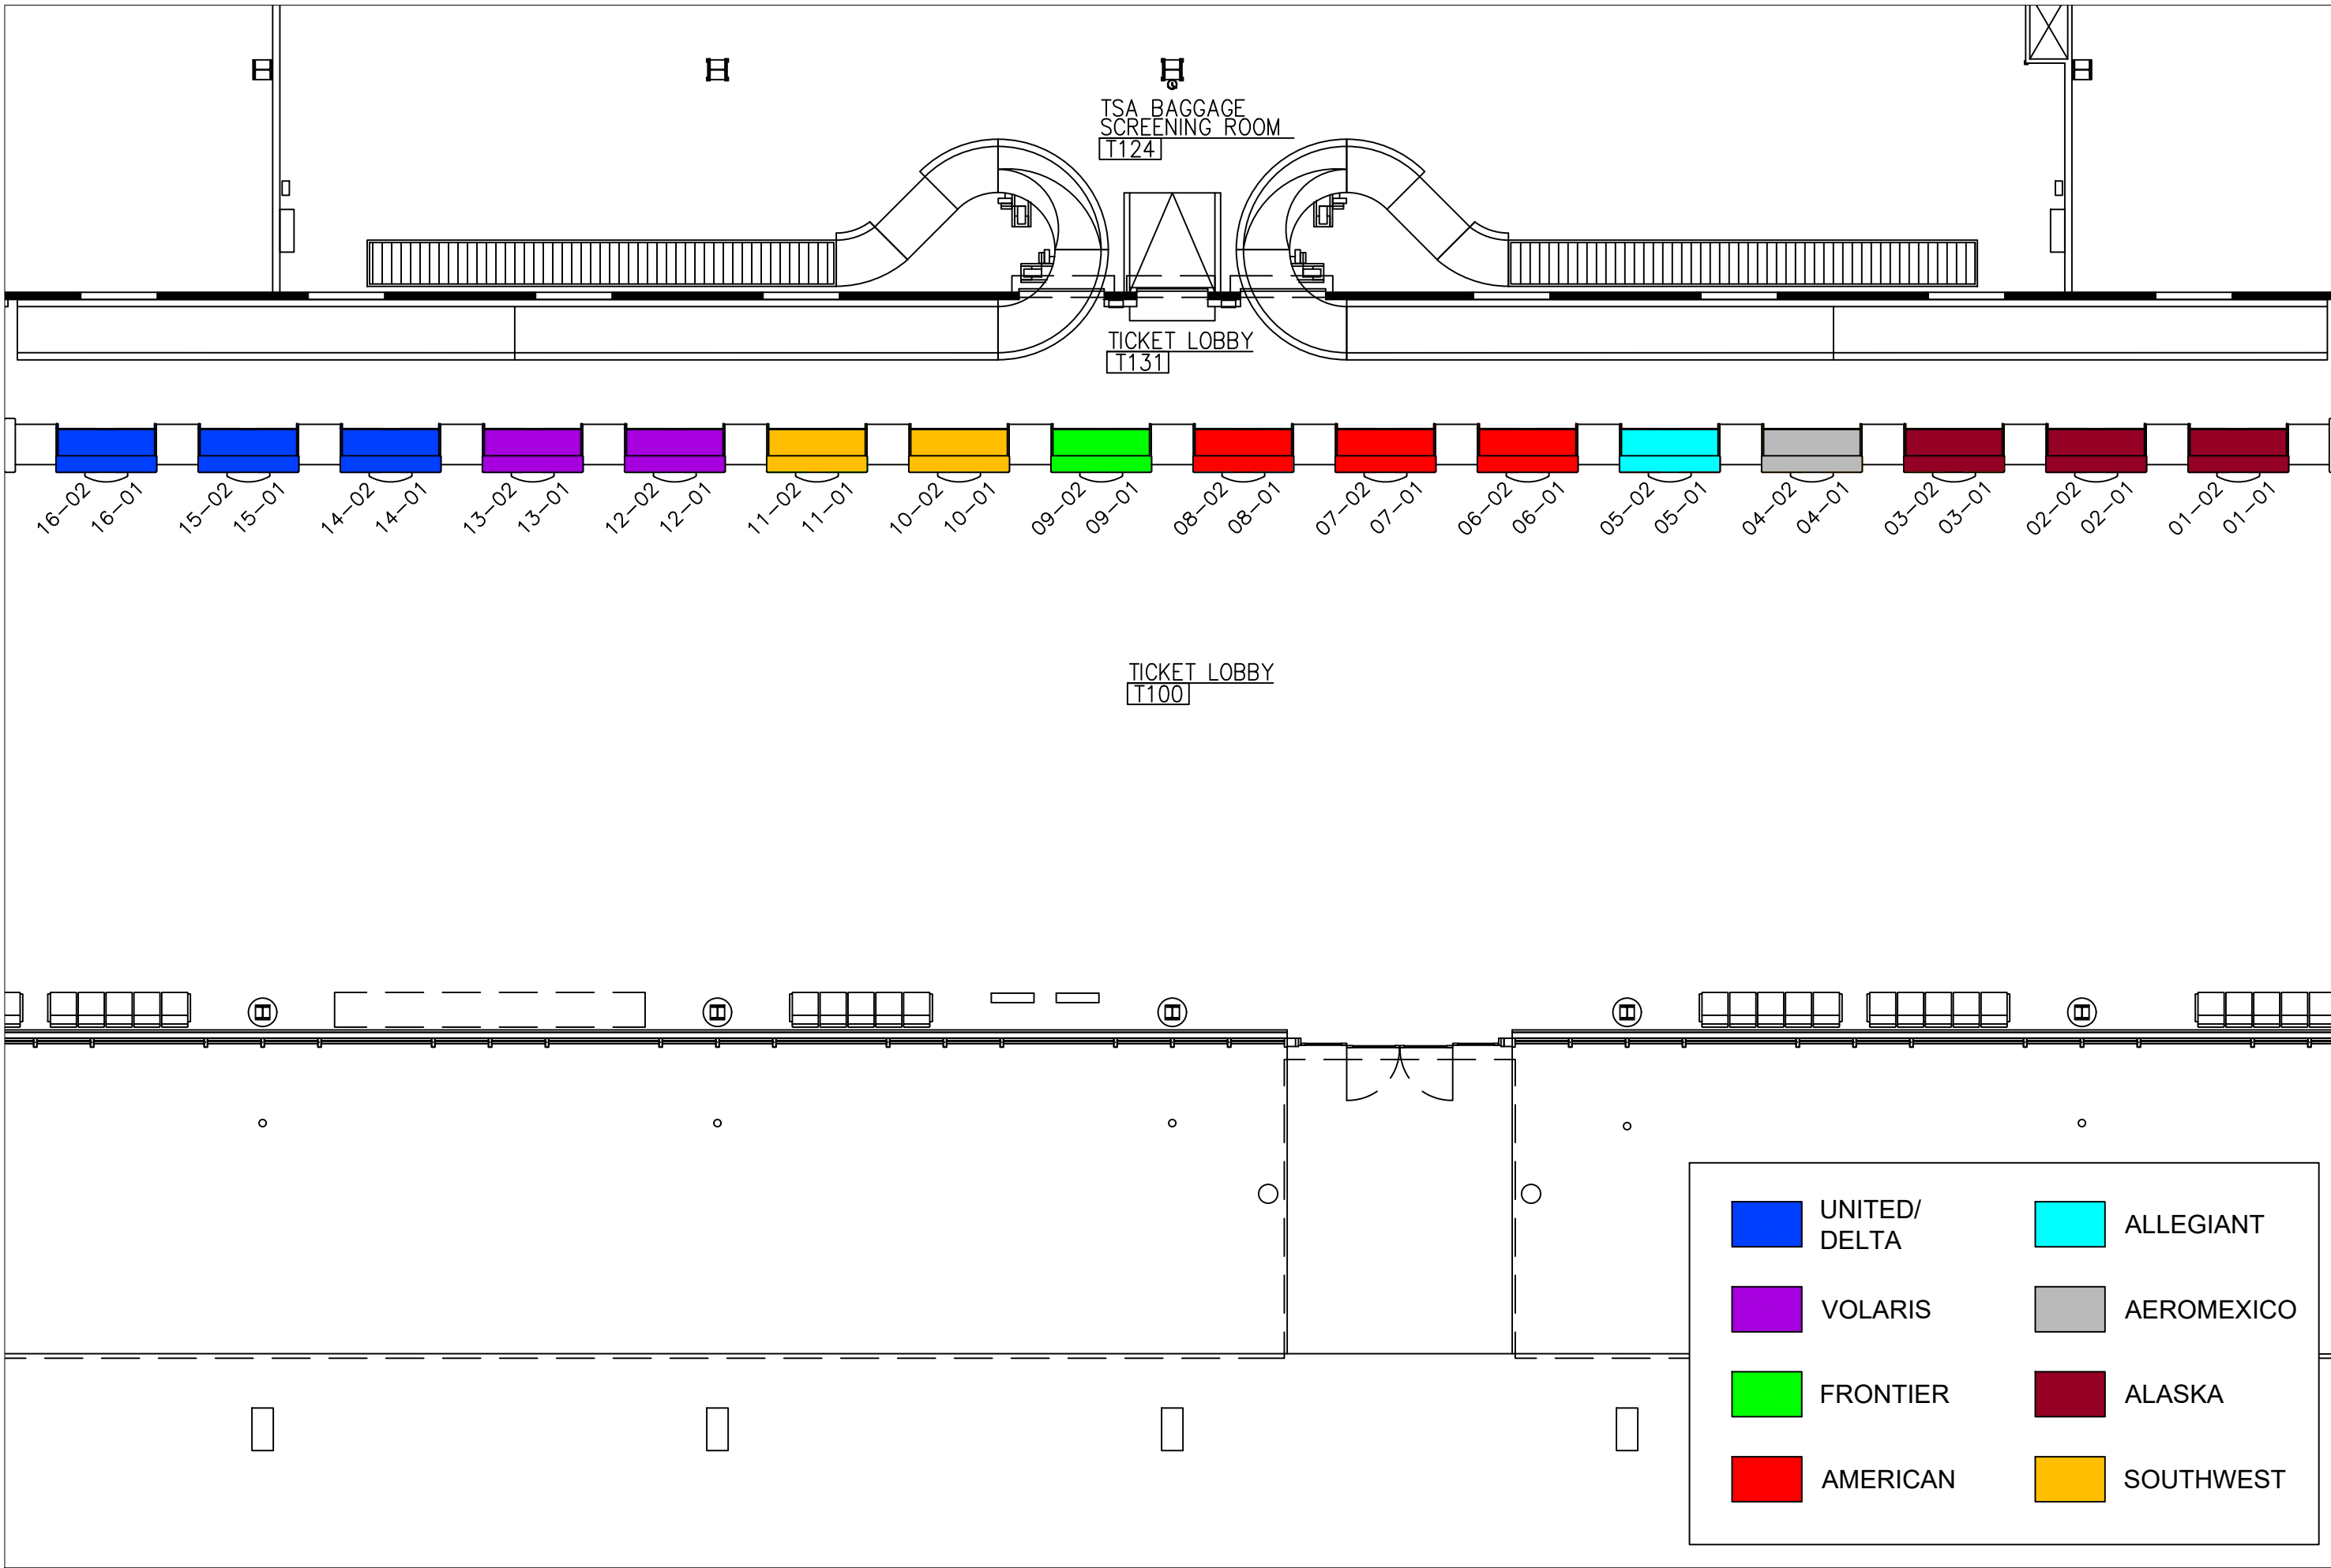 TSA BAGGAGE
SCREENING ROOM
T124
TICKET LOBBY
T131
16-02 16-01 15-02 15-01 14-02 14-01 13-02 13-01 12-02 12-01 11-02 11-01 10-02 10-01 09-02 09-01 08-02 08-01 07-02 07-01 06-02 06-01 05-02 05-01 04-02 04-01 03-02 03-01 02-02 02-01 01-02 01-01
TICKET LOBBY
T100
UNITED/
DELTA
VOLARIS
FRONTIER
AMERICAN
ALLEGIANT
AEROMEXICO
ALASKA
SOUTHWEST